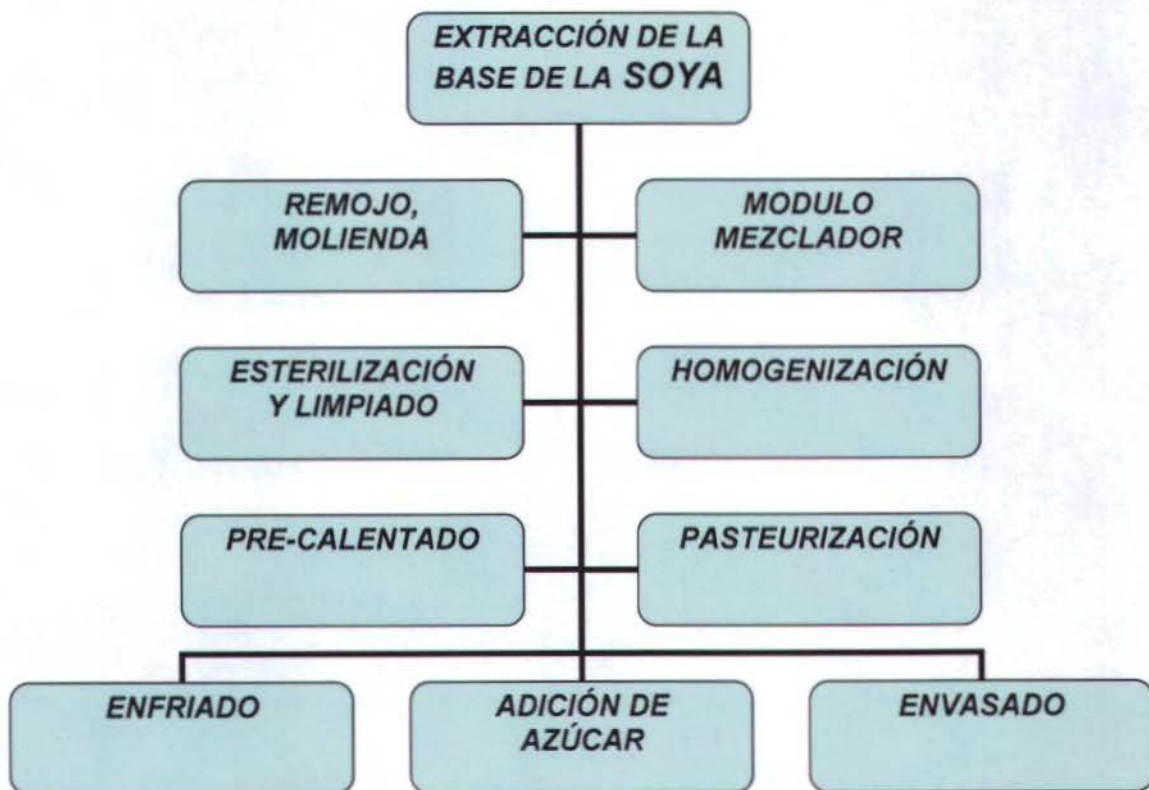 EXTRACCIÓN DE LA
BASE DE LA SOYA
REMOJO,
MOLIENDA
MODULO
MEZCLADOR
ESTERILIZACIÓN
Y LIMPIADO
HOMOGENIZACIÓN
PRE-CALENTADO
PASTEURIZACIÓN
ENFRIADO
ADICIÓN DE
AZÚCAR
ENVASADO